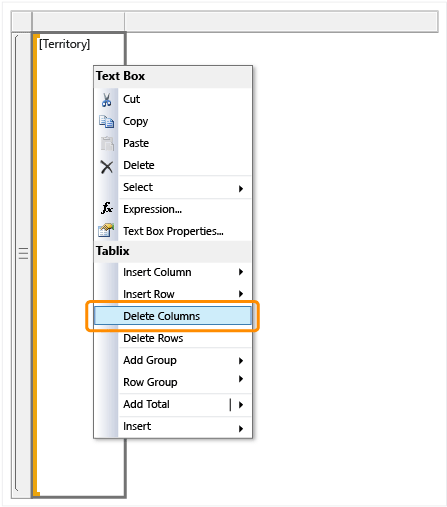 [Territory]
Text Box
Cut
Copy
Paste
Delete
Select
fx Expression...
Text Box Properties...
Tablix
Insert Column
Insert Row
Delete Columns
Delete Rows
Add Group
Row Group
Add Total
Insert